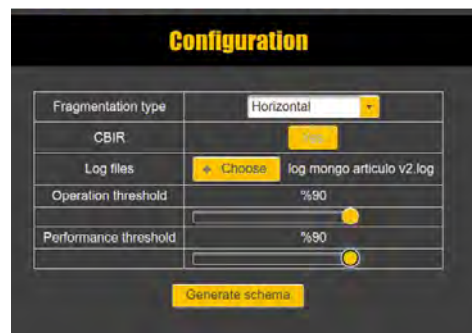 Configuration
Fragmentation type Horizontal
CBIR
Log files + Choose log mongo articulo v2.log
Operation threshold %90
Performance threshold %90
Generate schema